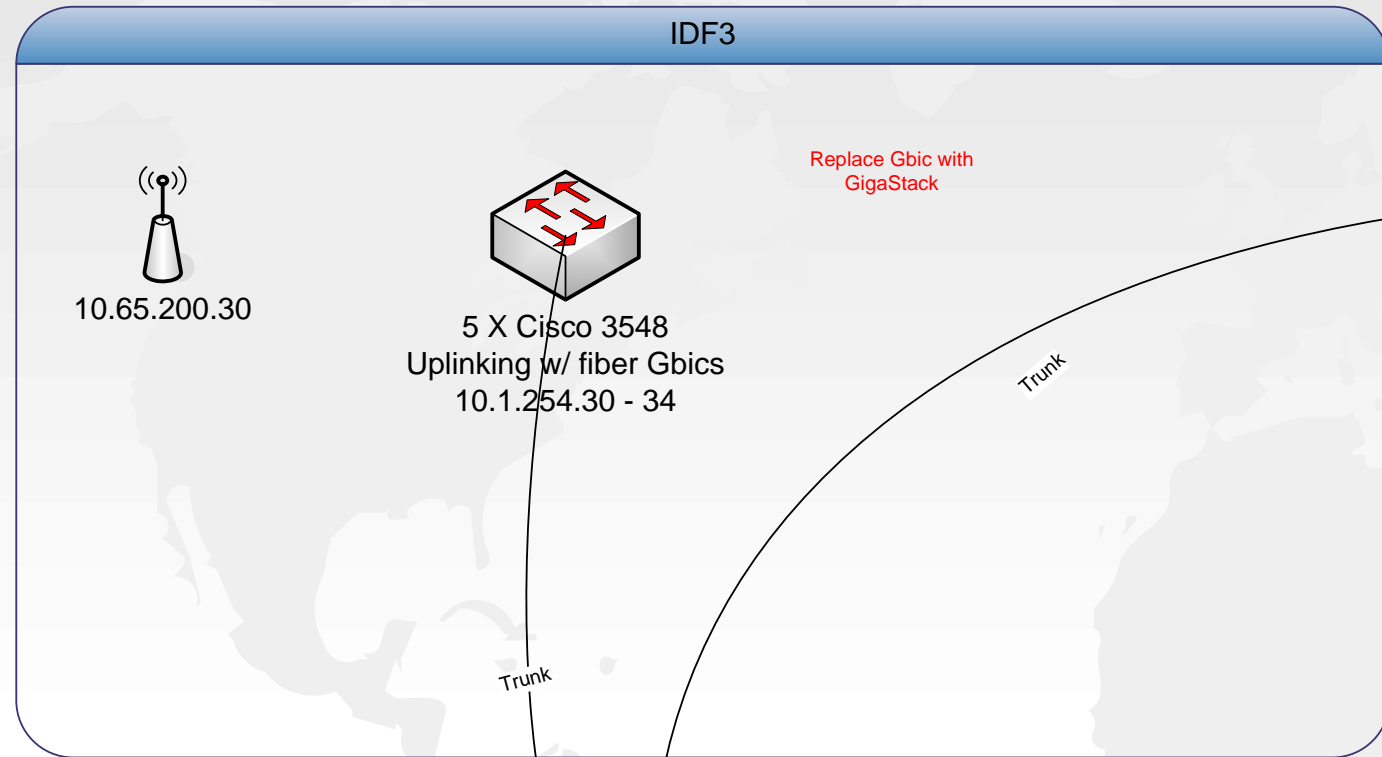 IDF3
Replace Gbic with
GigaStack
10.65.200.30
5 X Cisco 3548
Uplinking w/ fiber Gbics
10.1.254.30 - 34
Trunk
Trunk